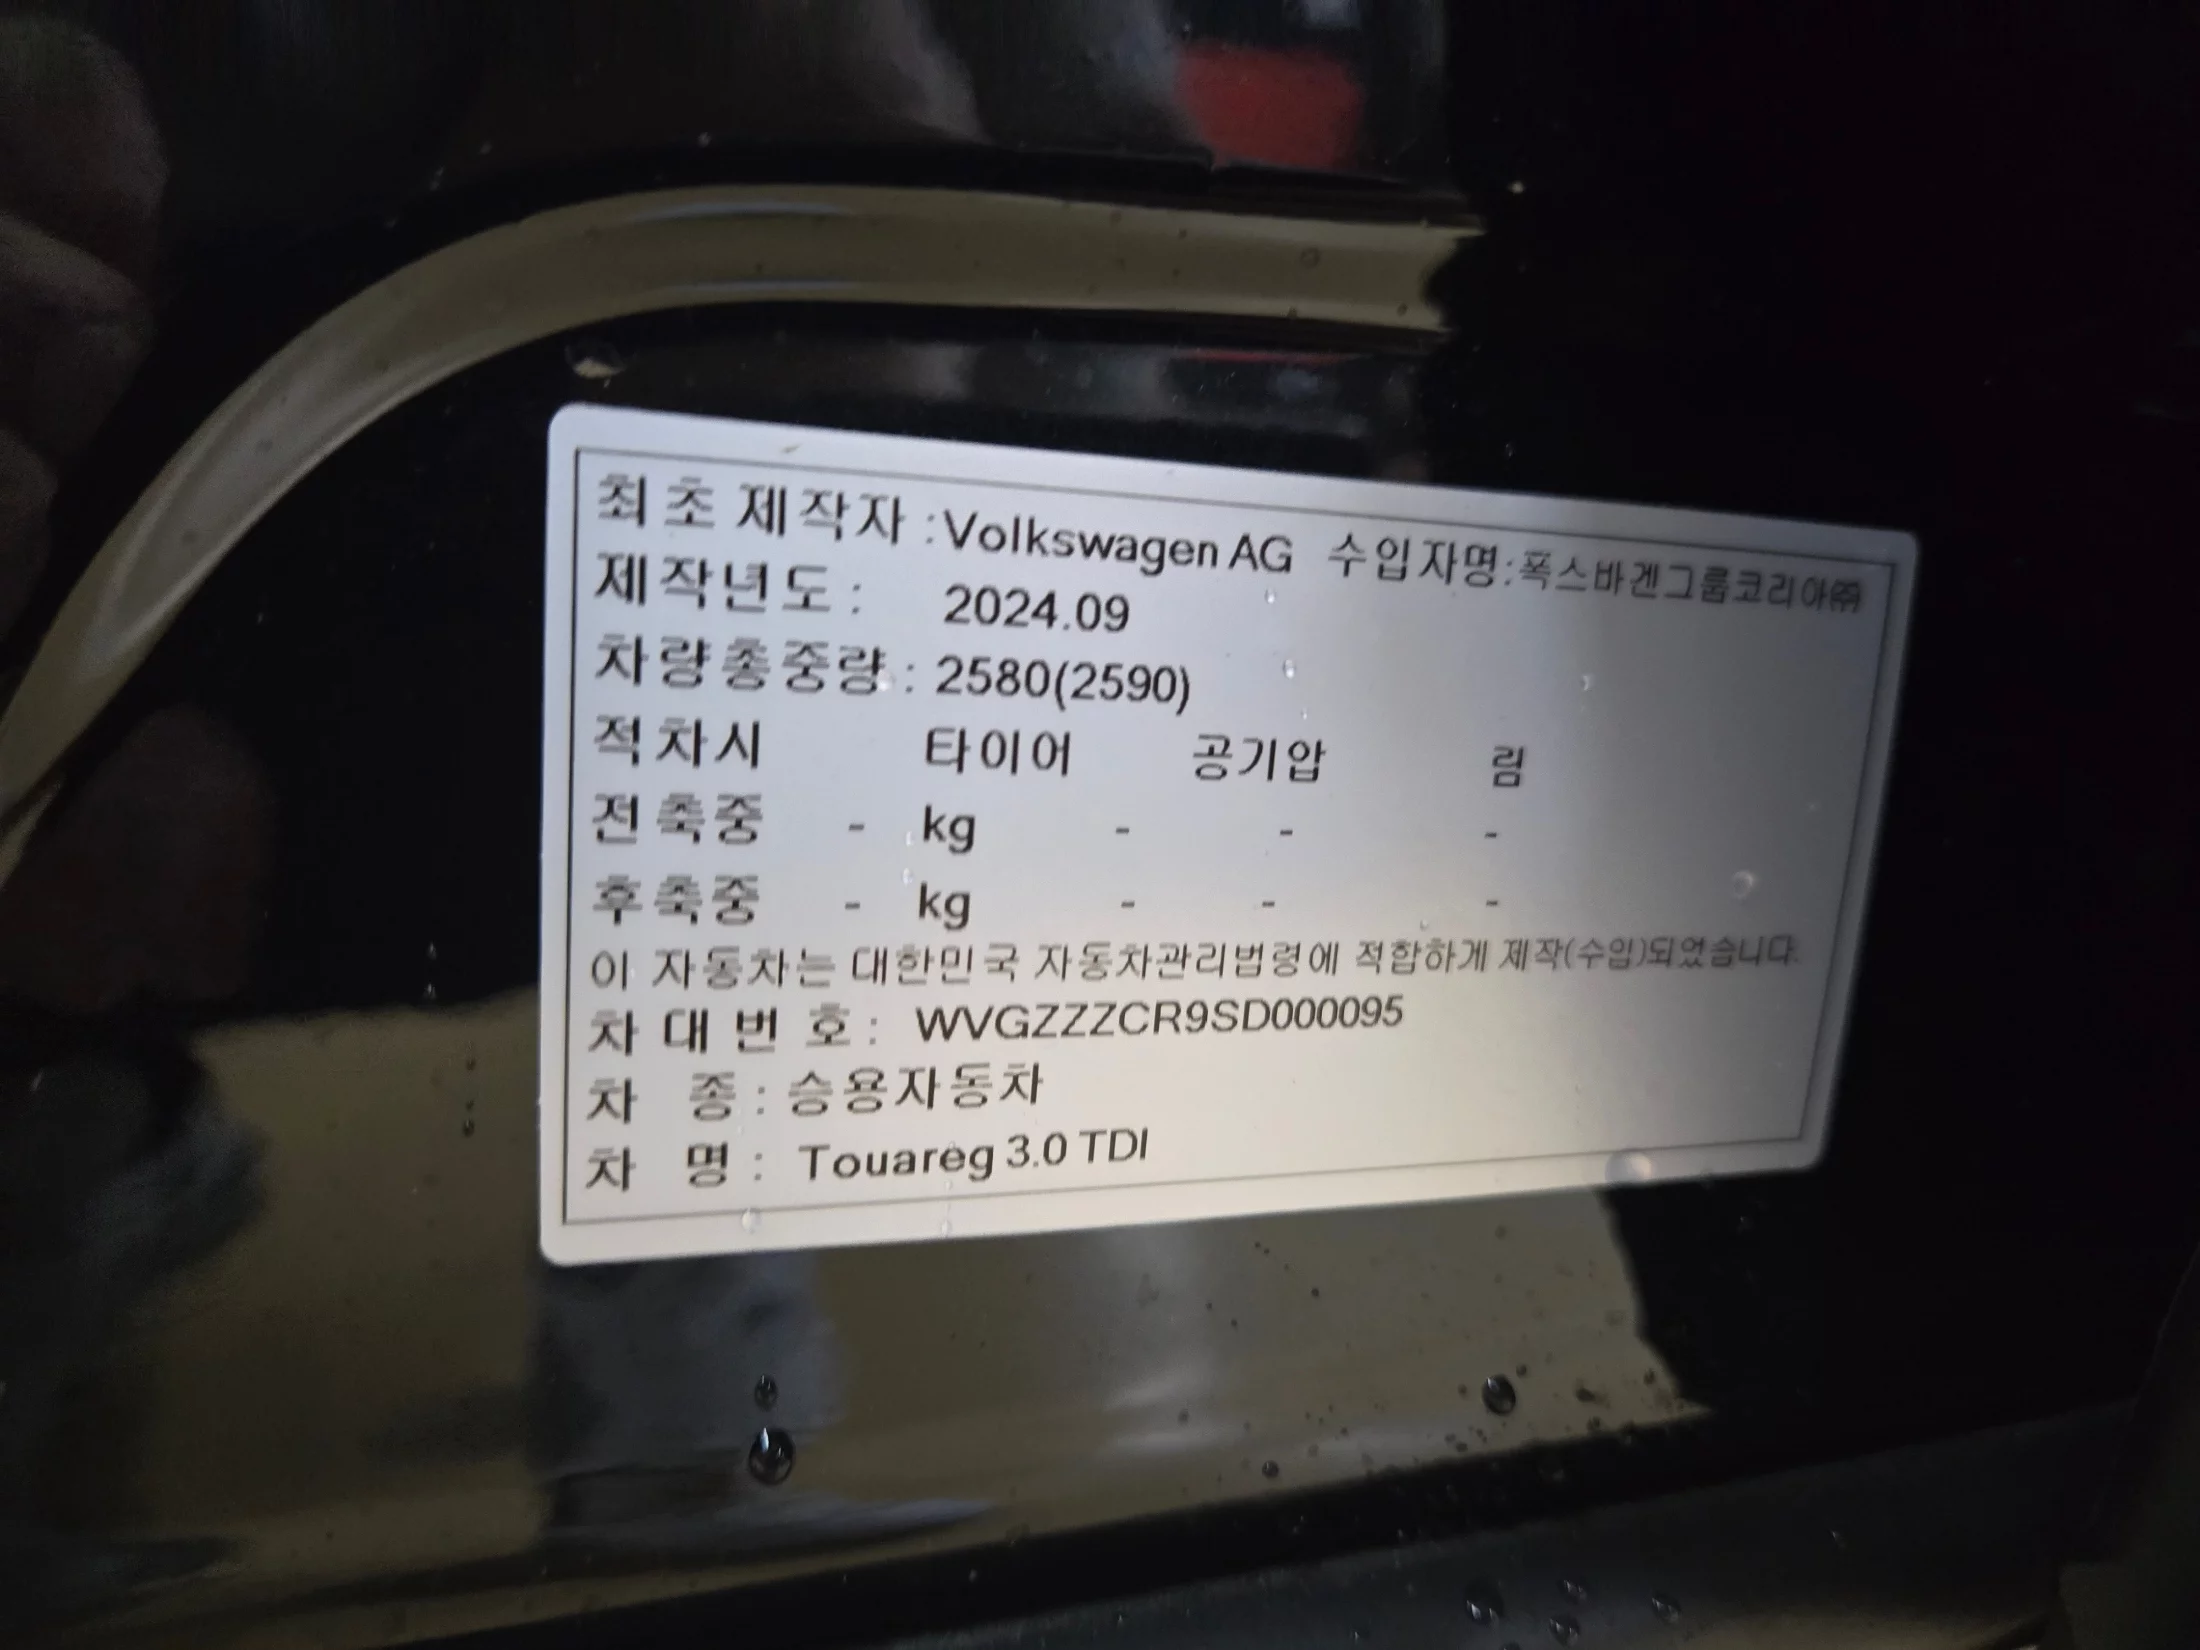 최초 제작자 :Volkswagen AG 수입자명:폭스바겐그룹코리아㈜
제작년도 : 2024.09
차량총중량 : 2580(2590)
적차시 타이어 공기압 림
전축중 - kg - - -
후축중 - kg - - -
이 자동차는 대한민국 자동차관리법령에 적합하게 제작(수입)되었습니다.
차대번호 : WVGZZZCR9SD000095
차 종 : 승용자동차
차 명 : Touareg 3.0 TDI